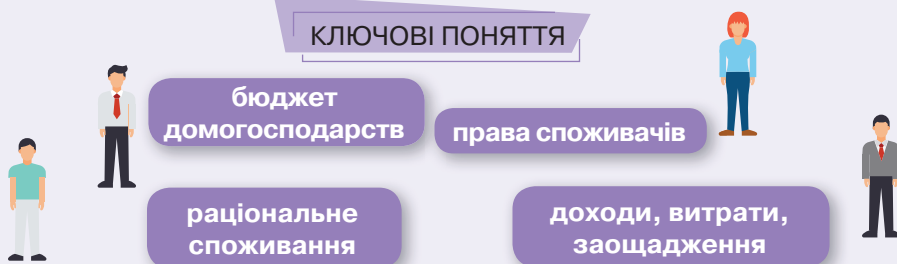 КЛЮЧОВІ ПОНЯТТЯ
бюджет
домогосподарств
права споживачів
раціональне
споживання
доходи, витрати,
заощадження